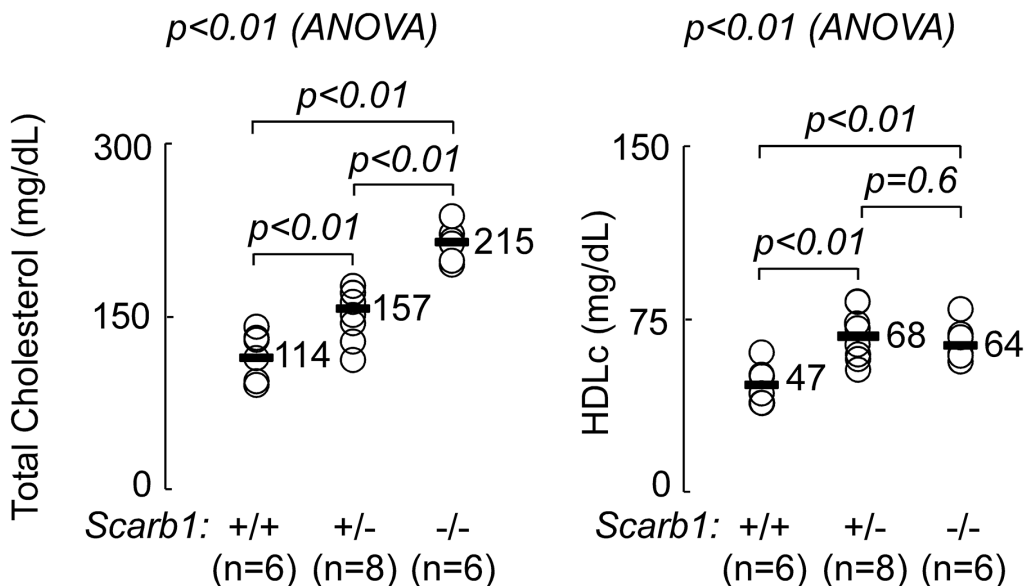 p<0.01 (ANOVA)
p<0.01
p<0.01
p<0.01
Total Cholesterol (mg/dL)
300
150
0
114
157
215
Scarb1: +/+ +/- -/-
(n=6) (n=8) (n=6)
p<0.01 (ANOVA)
p<0.01
p=0.6
p<0.01
HDLc (mg/dL)
150
75
0
47
68
64
Scarb1: +/+ +/- -/-
(n=6) (n=8) (n=6)